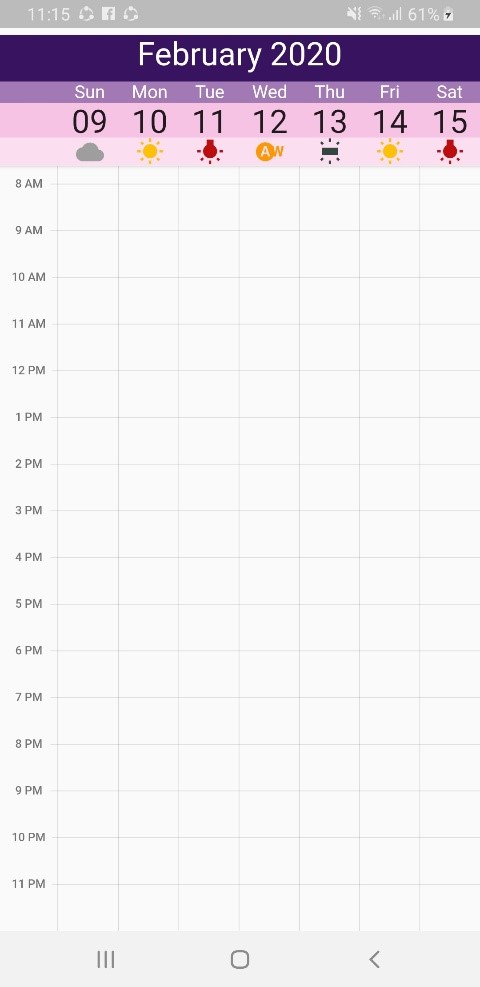 11:15 61%
February 2020
Sun Mon Tue Wed Thu Fri Sat
09 10 11 12 13 14 15
AW
8 AM
9 AM
10 AM
11 AM
12 PM
1 PM
2 PM
3 PM
4 PM
5 PM
6 PM
7 PM
8 PM
9 PM
10 PM
11 PM